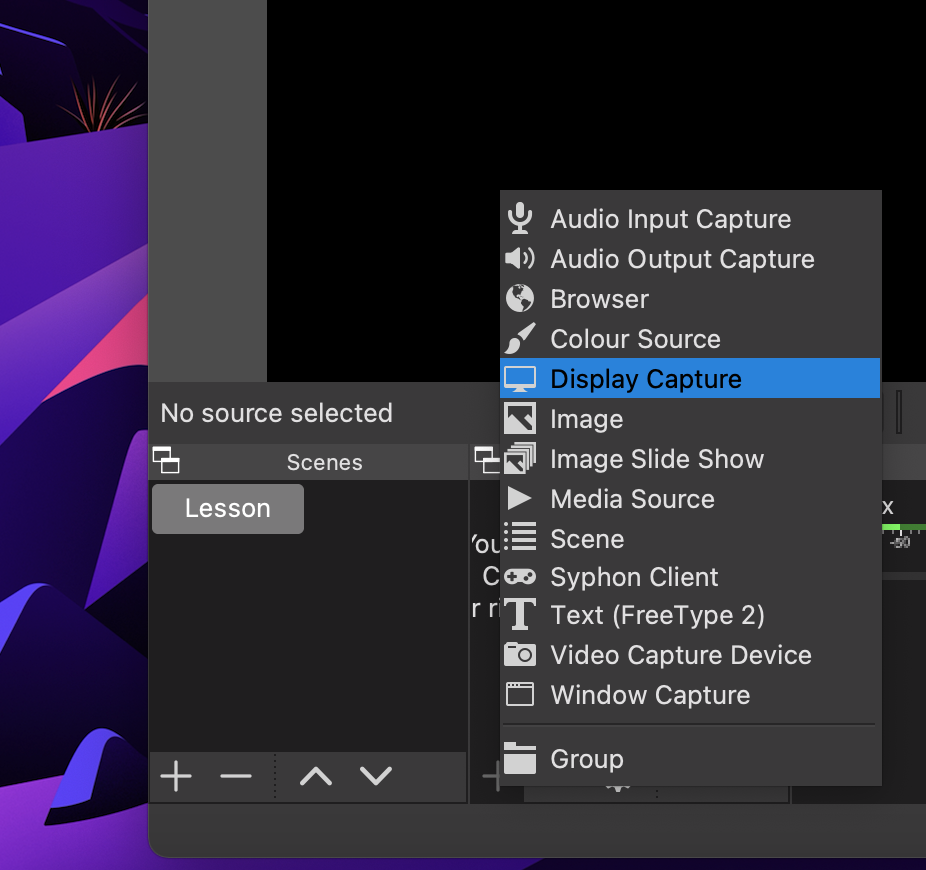 Audio Input Capture
Audio Output Capture
Browser
Colour Source
Display Capture
Image
Image Slide Show
Media Source
Scene
Syphon Client
Text (FreeType 2)
Video Capture Device
Window Capture
Group
No source selected
Scenes
Lesson
x
You
C
r ri